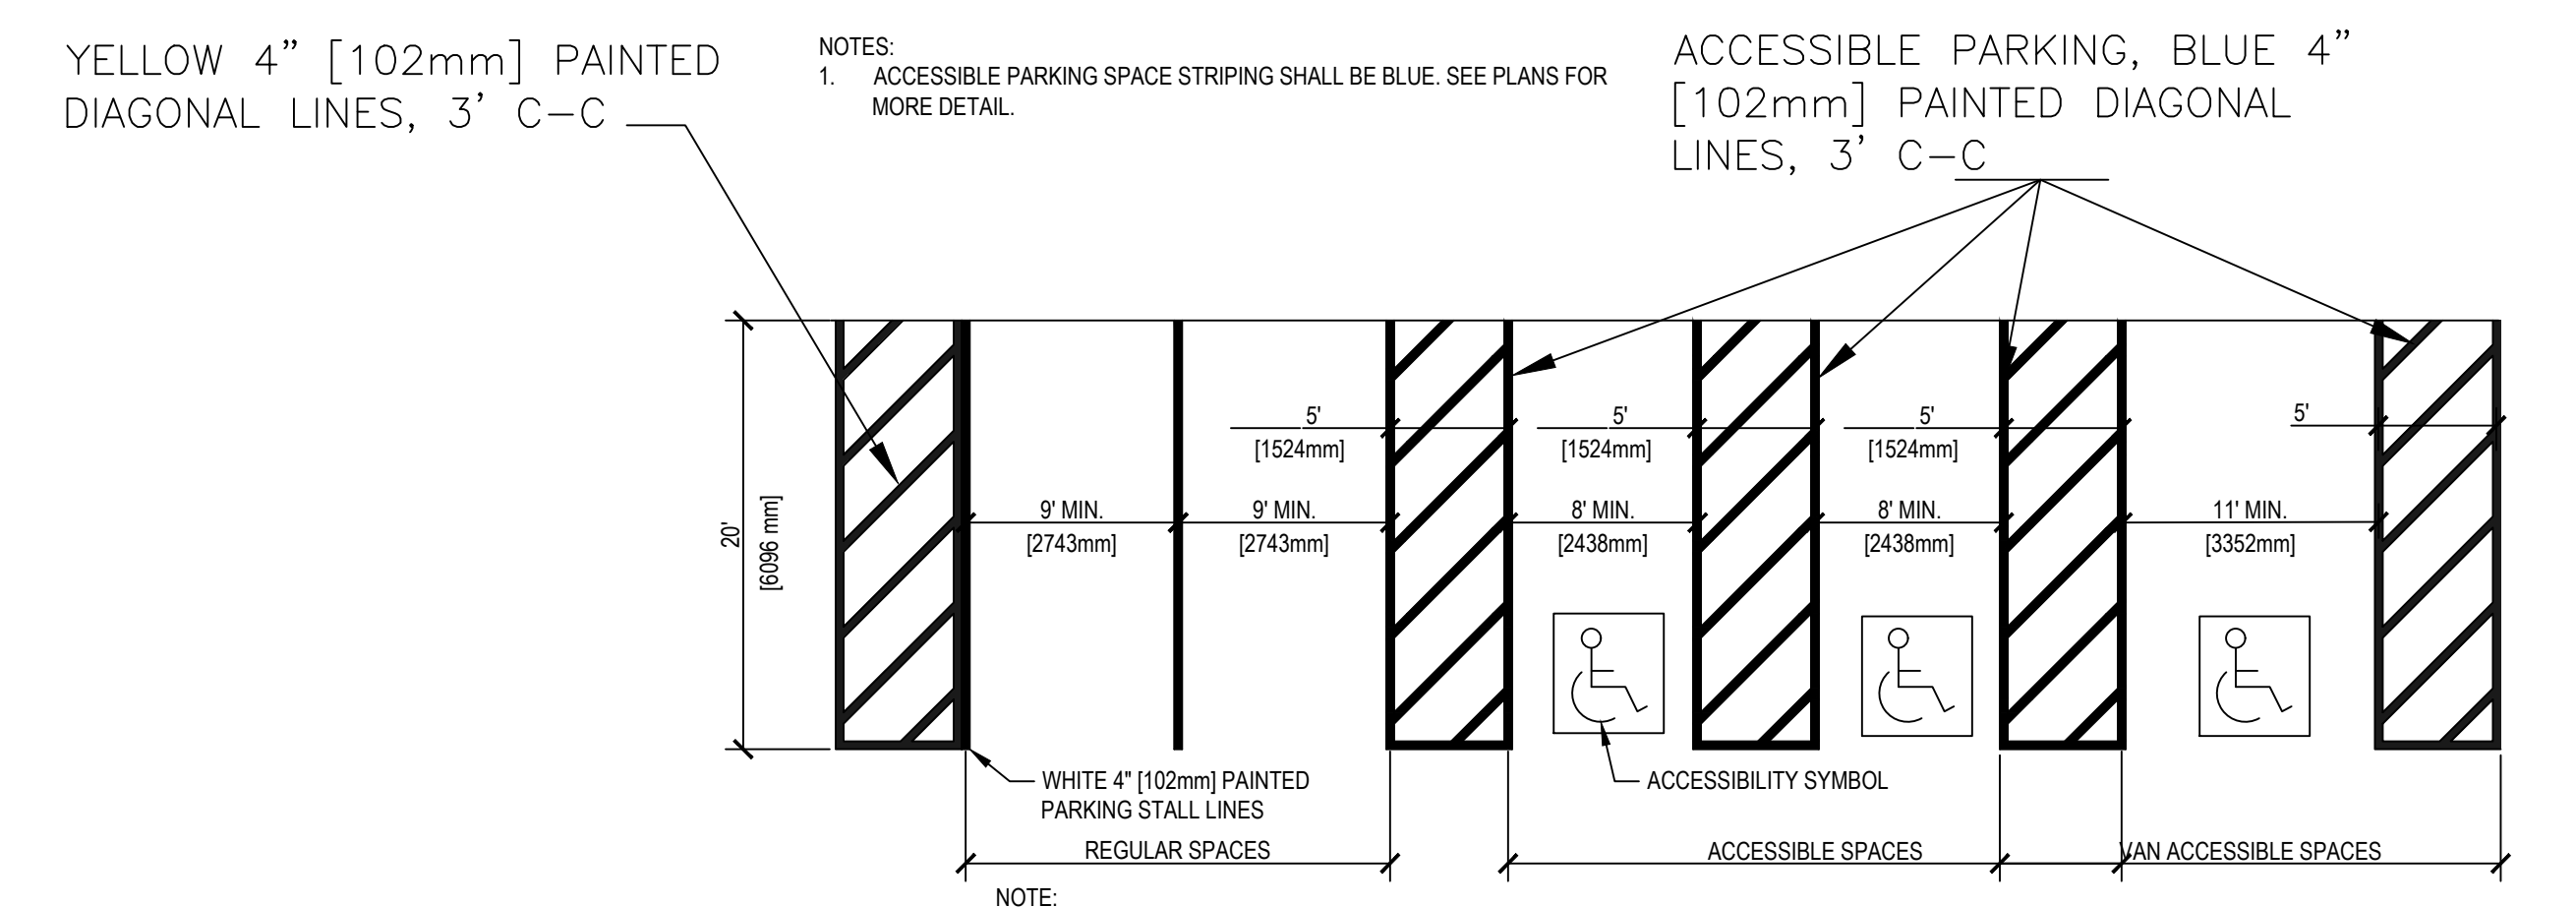 YELLOW 4” [102mm] PAINTED
DIAGONAL LINES, 3’ C–C
NOTES:
1. ACCESSIBLE PARKING SPACE STRIPING SHALL BE BLUE. SEE PLANS FOR
MORE DETAIL.
ACCESSIBLE PARKING, BLUE 4”
[102mm] PAINTED DIAGONAL
LINES, 3’ C–C
5' 5' 5' 5'
[1524mm] [1524mm] [1524mm]
20'
[6096 mm]
9' MIN. 9' MIN. 8' MIN. 8' MIN. 11' MIN.
[2743mm] [2743mm] [2438mm] [2438mm] [3352mm]
WHITE 4" [102mm] PAINTED
PARKING STALL LINES
ACCESSIBILITY SYMBOL
REGULAR SPACES ACCESSIBLE SPACES VAN ACCESSIBLE SPACES
NOTE: